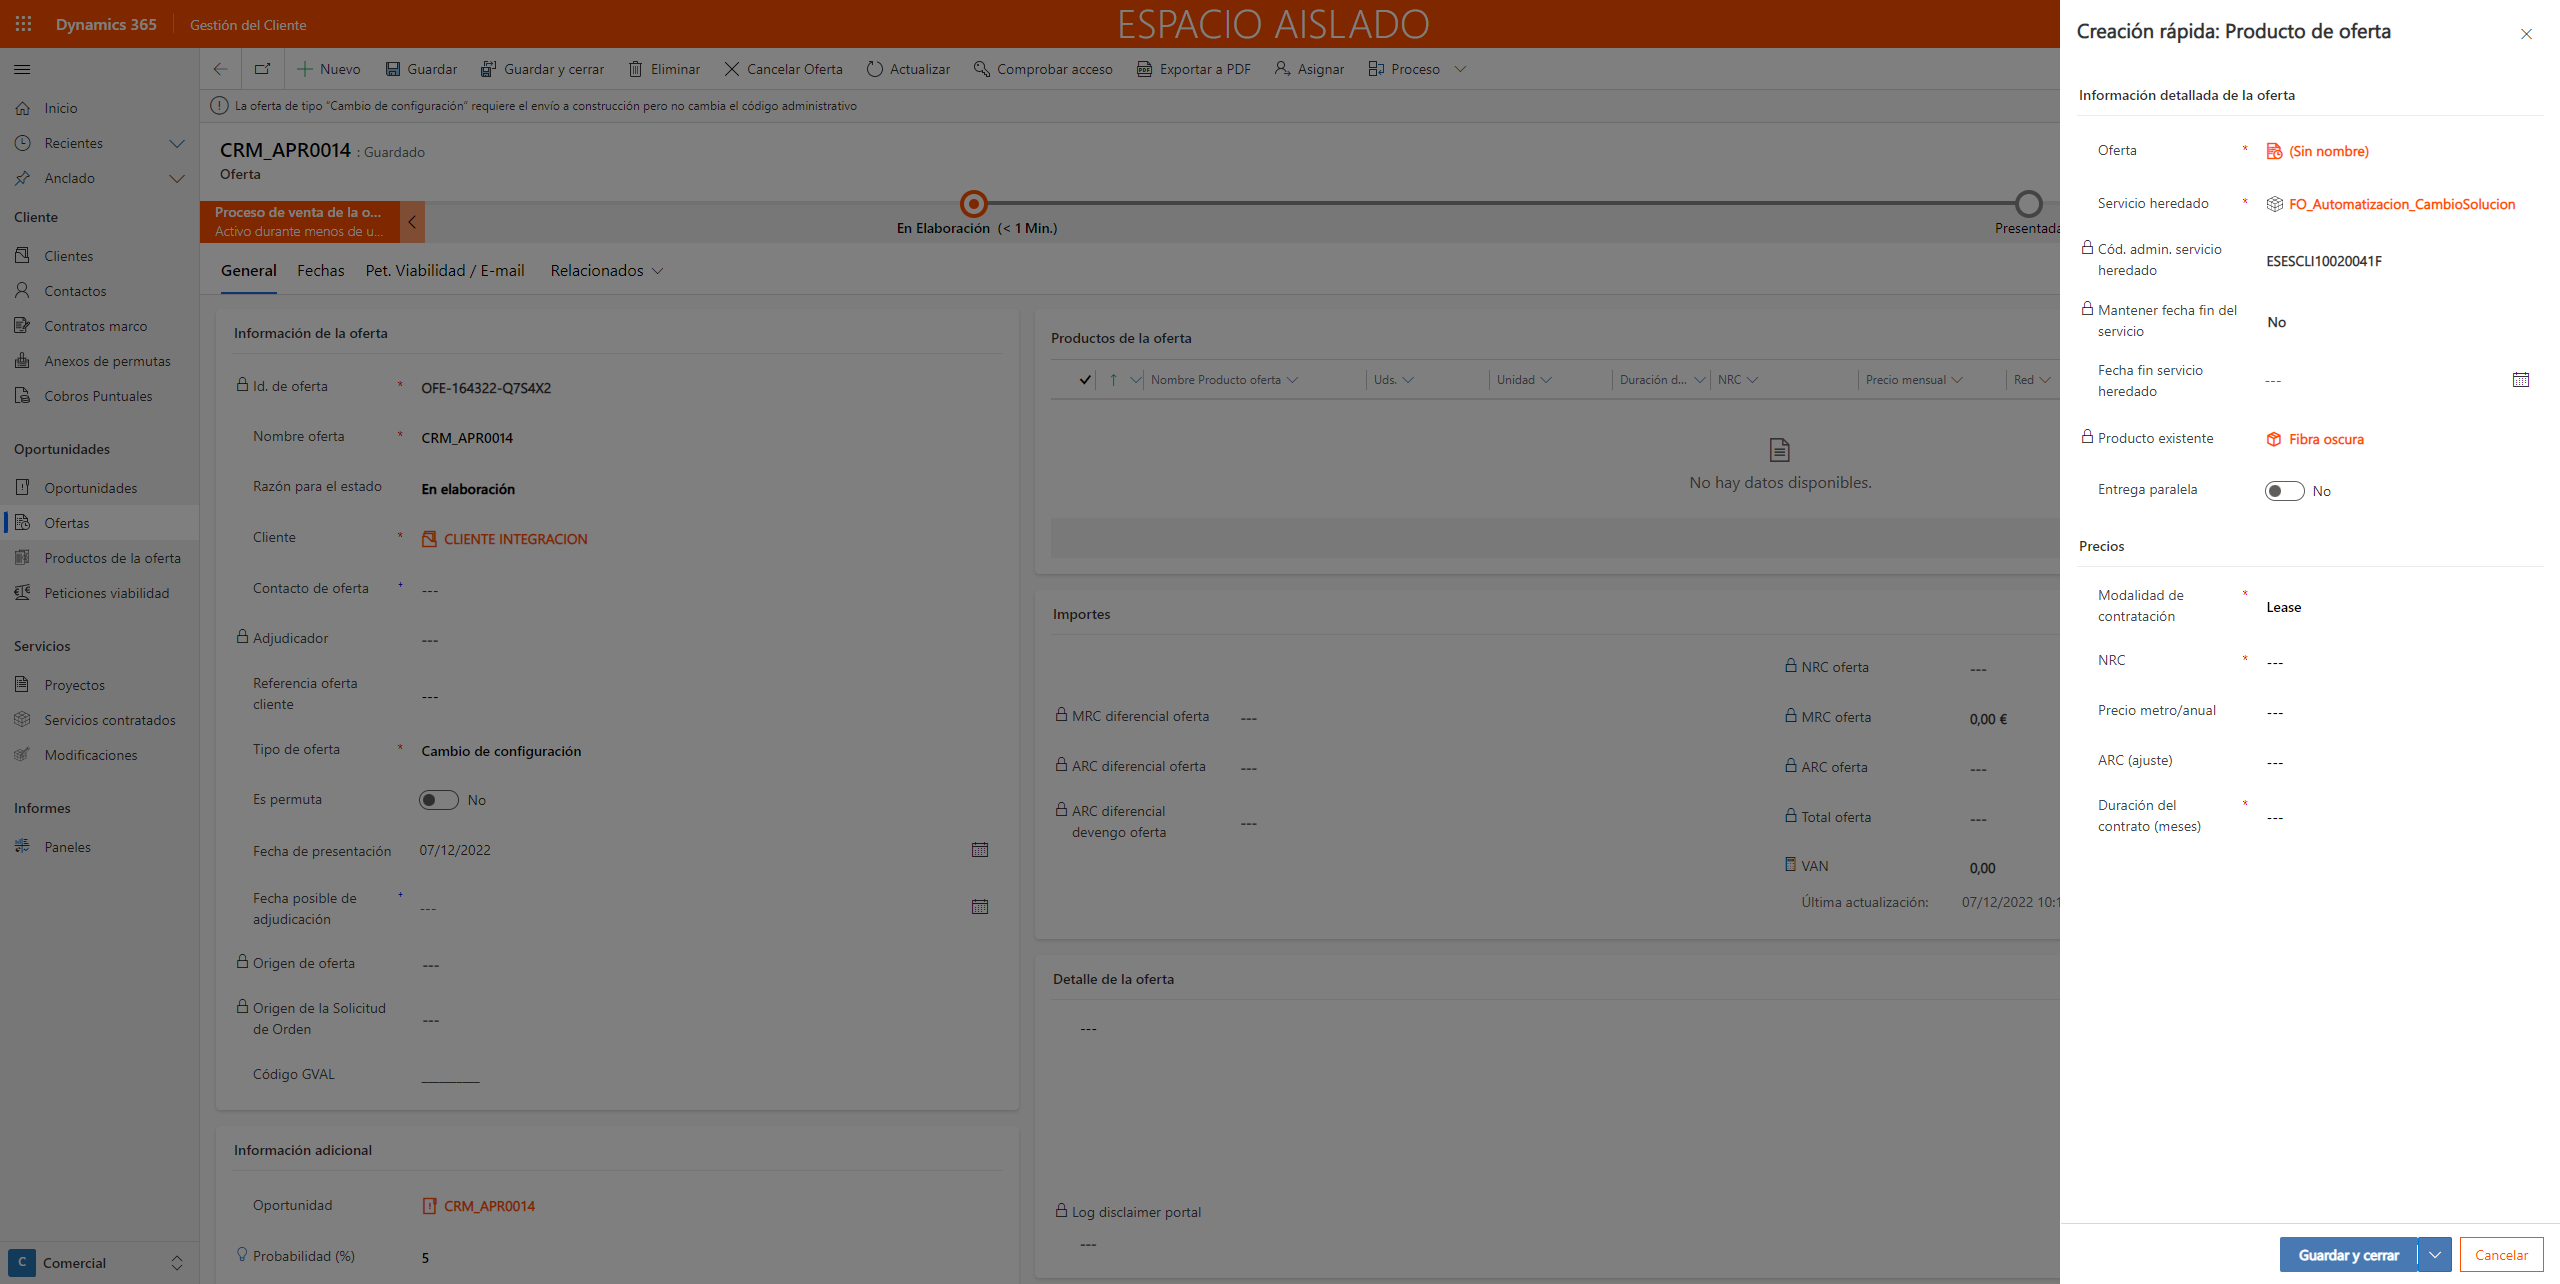 Dynamics 365
Gestión del Cliente
ESPACIO AISLADO
Nuevo
Guardar
Guardar y cerrar
Eliminar
Cancelar Oferta
Actualizar
Comprobar acceso
Exportar a PDF
Asignar
Proceso
La oferta de tipo "Cambio de configuración" requiere el envío a construcción pero no cambia el código administrativo
Inicio
Recientes
Anclado
Cliente
Clientes
Contactos
Contratos marco
Anexos de permutas
Cobros Puntuales
Oportunidades
Oportunidades
Ofertas
Productos de la oferta
Peticiones viabilidad
Servicios
Proyectos
Servicios contratados
Modificaciones
Informes
Paneles
C
Comercial
CRM_APR0014 : Guardado
Oferta
Proceso de venta de la o...
Activo durante menos de u...
En Elaboración (< 1 Min.)
Presentada
General
Fechas
Pet. Viabilidad / E-mail
Relacionados
Información de la oferta
Id. de oferta * OFE-164322-Q7S4X2
Nombre oferta * CRM_APR0014
Razón para el estado En elaboración
Cliente * CLIENTE INTEGRACION
Contacto de oferta + ---
Adjudicador ---
Referencia oferta
cliente
---
Tipo de oferta * Cambio de configuración
Es permuta No
Fecha de presentación 07/12/2022
Fecha posible de
adjudicación
+ ---
Origen de oferta ---
Origen de la Solicitud
de Orden
---
Código GVAL __________
Información adicional
Oportunidad CRM_APR0014
Probabilidad (%) 5
Productos de la oferta
Nombre Producto oferta
Uds.
Unidad
Duración d...
NRC
Precio mensual
Red
No hay datos disponibles.
Importes
NRC oferta ---
MRC diferencial oferta ---
MRC oferta 0,00 €
ARC diferencial oferta ---
ARC oferta ---
ARC diferencial
devengo oferta
---
Total oferta ---
VAN 0,00
Última actualización: 07/12/2022 10:1
Detalle de la oferta
---
Log disclaimer portal
---
Creación rápida: Producto de oferta
Información detallada de la oferta
Oferta * (Sin nombre)
Servicio heredado * FO_Automatizacion_CambioSolucion
Cód. admin. servicio
heredado
ESESCLI10020041F
Mantener fecha fin del
servicio
No
Fecha fin servicio
heredado
---
Producto existente Fibra oscura
Entrega paralela No
Precios
Modalidad de
contratación
* Lease
NRC * ---
Precio metro/anual ---
ARC (ajuste) ---
Duración del
contrato (meses)
* ---
Guardar y cerrar
Cancelar